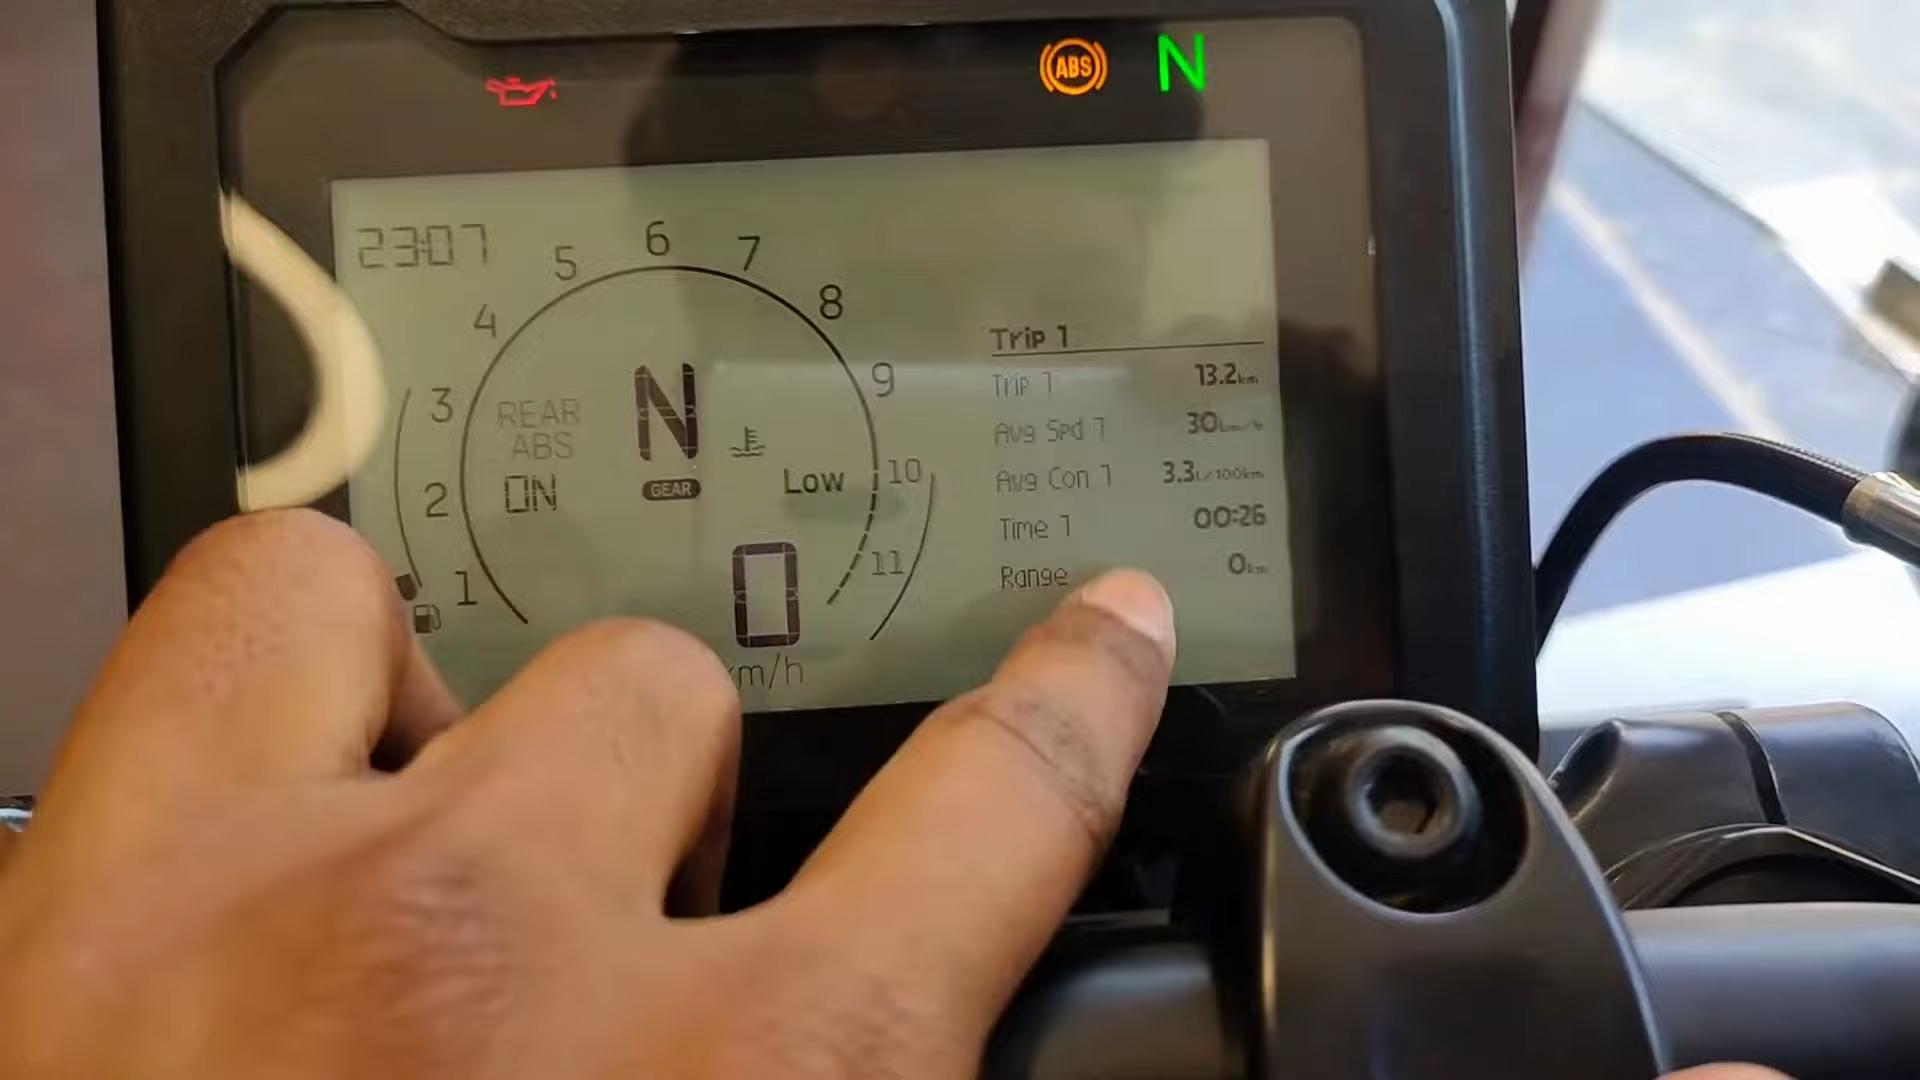 ABS N
23:07
1
2
3
4
5
6
7
8
9
10
11
REAR
ABS
ON
N
GEAR
Low
0
km/h
Trip 1
Trip 1 13.2km
Avg Spd 1 30km/h
Avg Con 1 3.3L/100km
Time 1 00:26
Range 0km